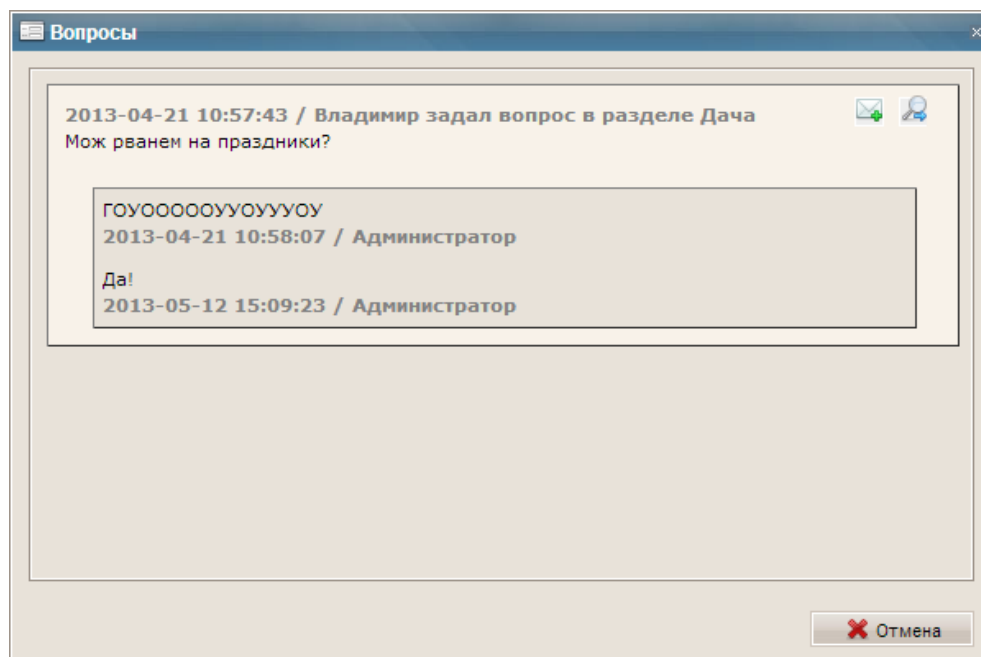 Вопросы
2013-04-21 10:57:43 / Владимир задал вопрос в разделе Дача
Мож рванем на праздники?
ГОУОООООУУОУУУОУ
2013-04-21 10:58:07 / Администратор
Да!
2013-05-12 15:09:23 / Администратор
Отмена